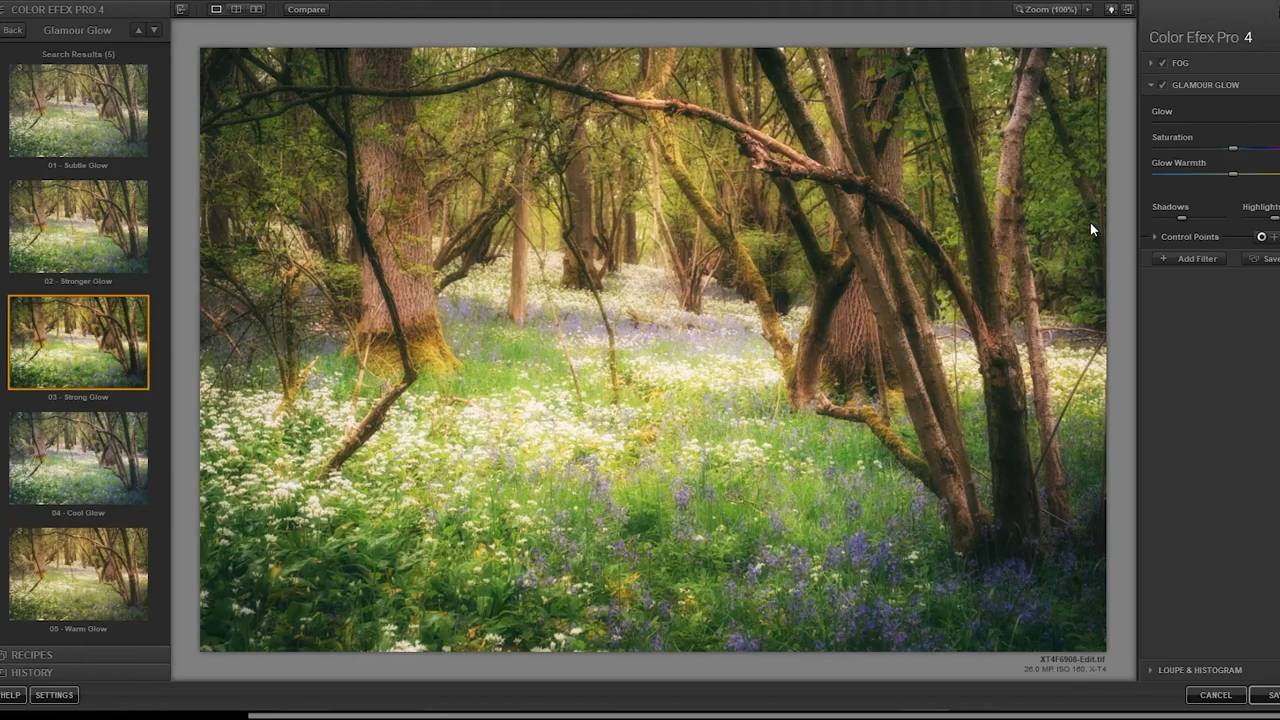 COLOR EFEX PRO 4
Compare
Zoom (100%)
Back
Glamour Glow
Search Results (5)
01 - Subtle Glow
02 - Stronger Glow
03 - Strong Glow
04 - Cool Glow
05 - Warm Glow
RECIPES
HISTORY
HELP
SETTINGS
XT4F6908-Edit.tif
26.0 MP, ISO 160, X-T4
Color Efex Pro 4
FOG
GLAMOUR GLOW
Glow
Saturation
Glow Warmth
Shadows
Highlights
Control Points
Add Filter
Save
LOUPE & HISTOGRAM
CANCEL
SA